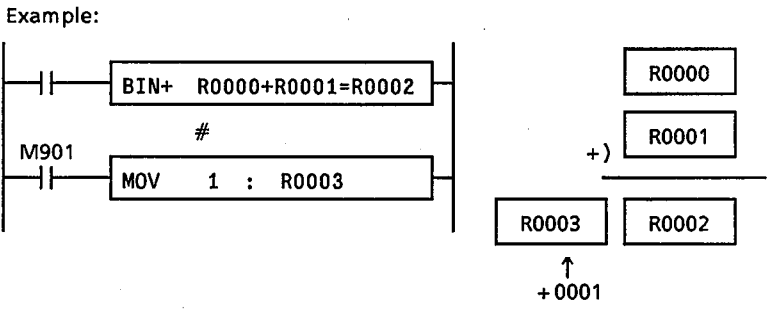 Example:
BIN+ R0000+R0001=R0002
#
M901
MOV 1 : R0003
R0000
R0001
+)
R0003 R0002
↑
+0001